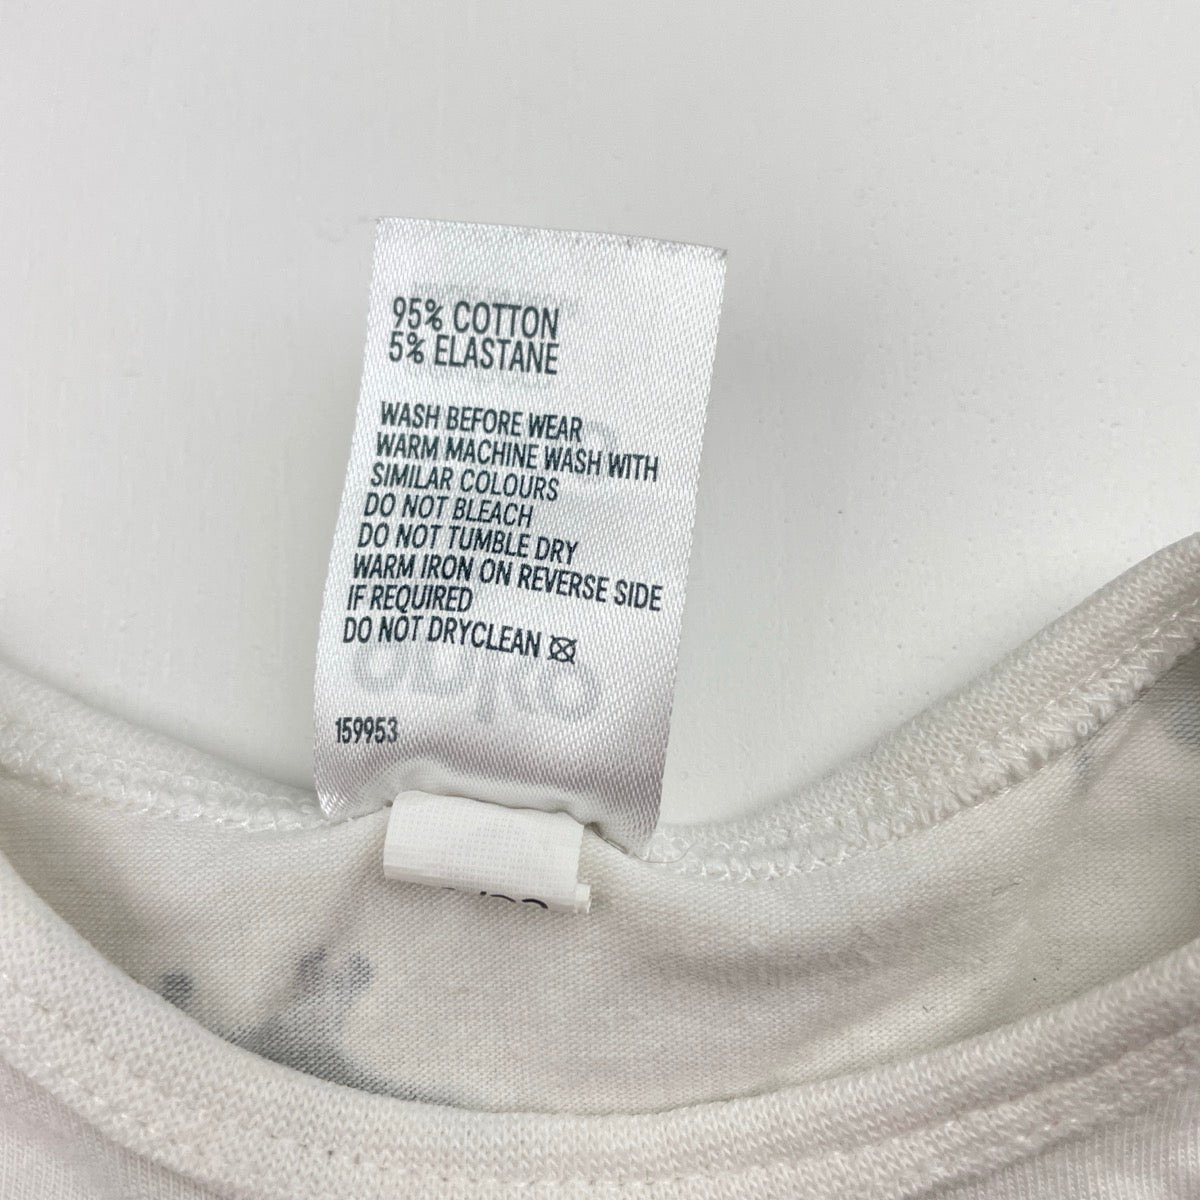 95% COTTON
5% ELASTANE
WASH BEFORE WEAR
WARM MACHINE WASH WITH
SIMILAR COLOURS
DO NOT BLEACH
DO NOT TUMBLE DRY
WARM IRON ON REVERSE SIDE
IF REQUIRED
DO NOT DRYCLEAN
159953